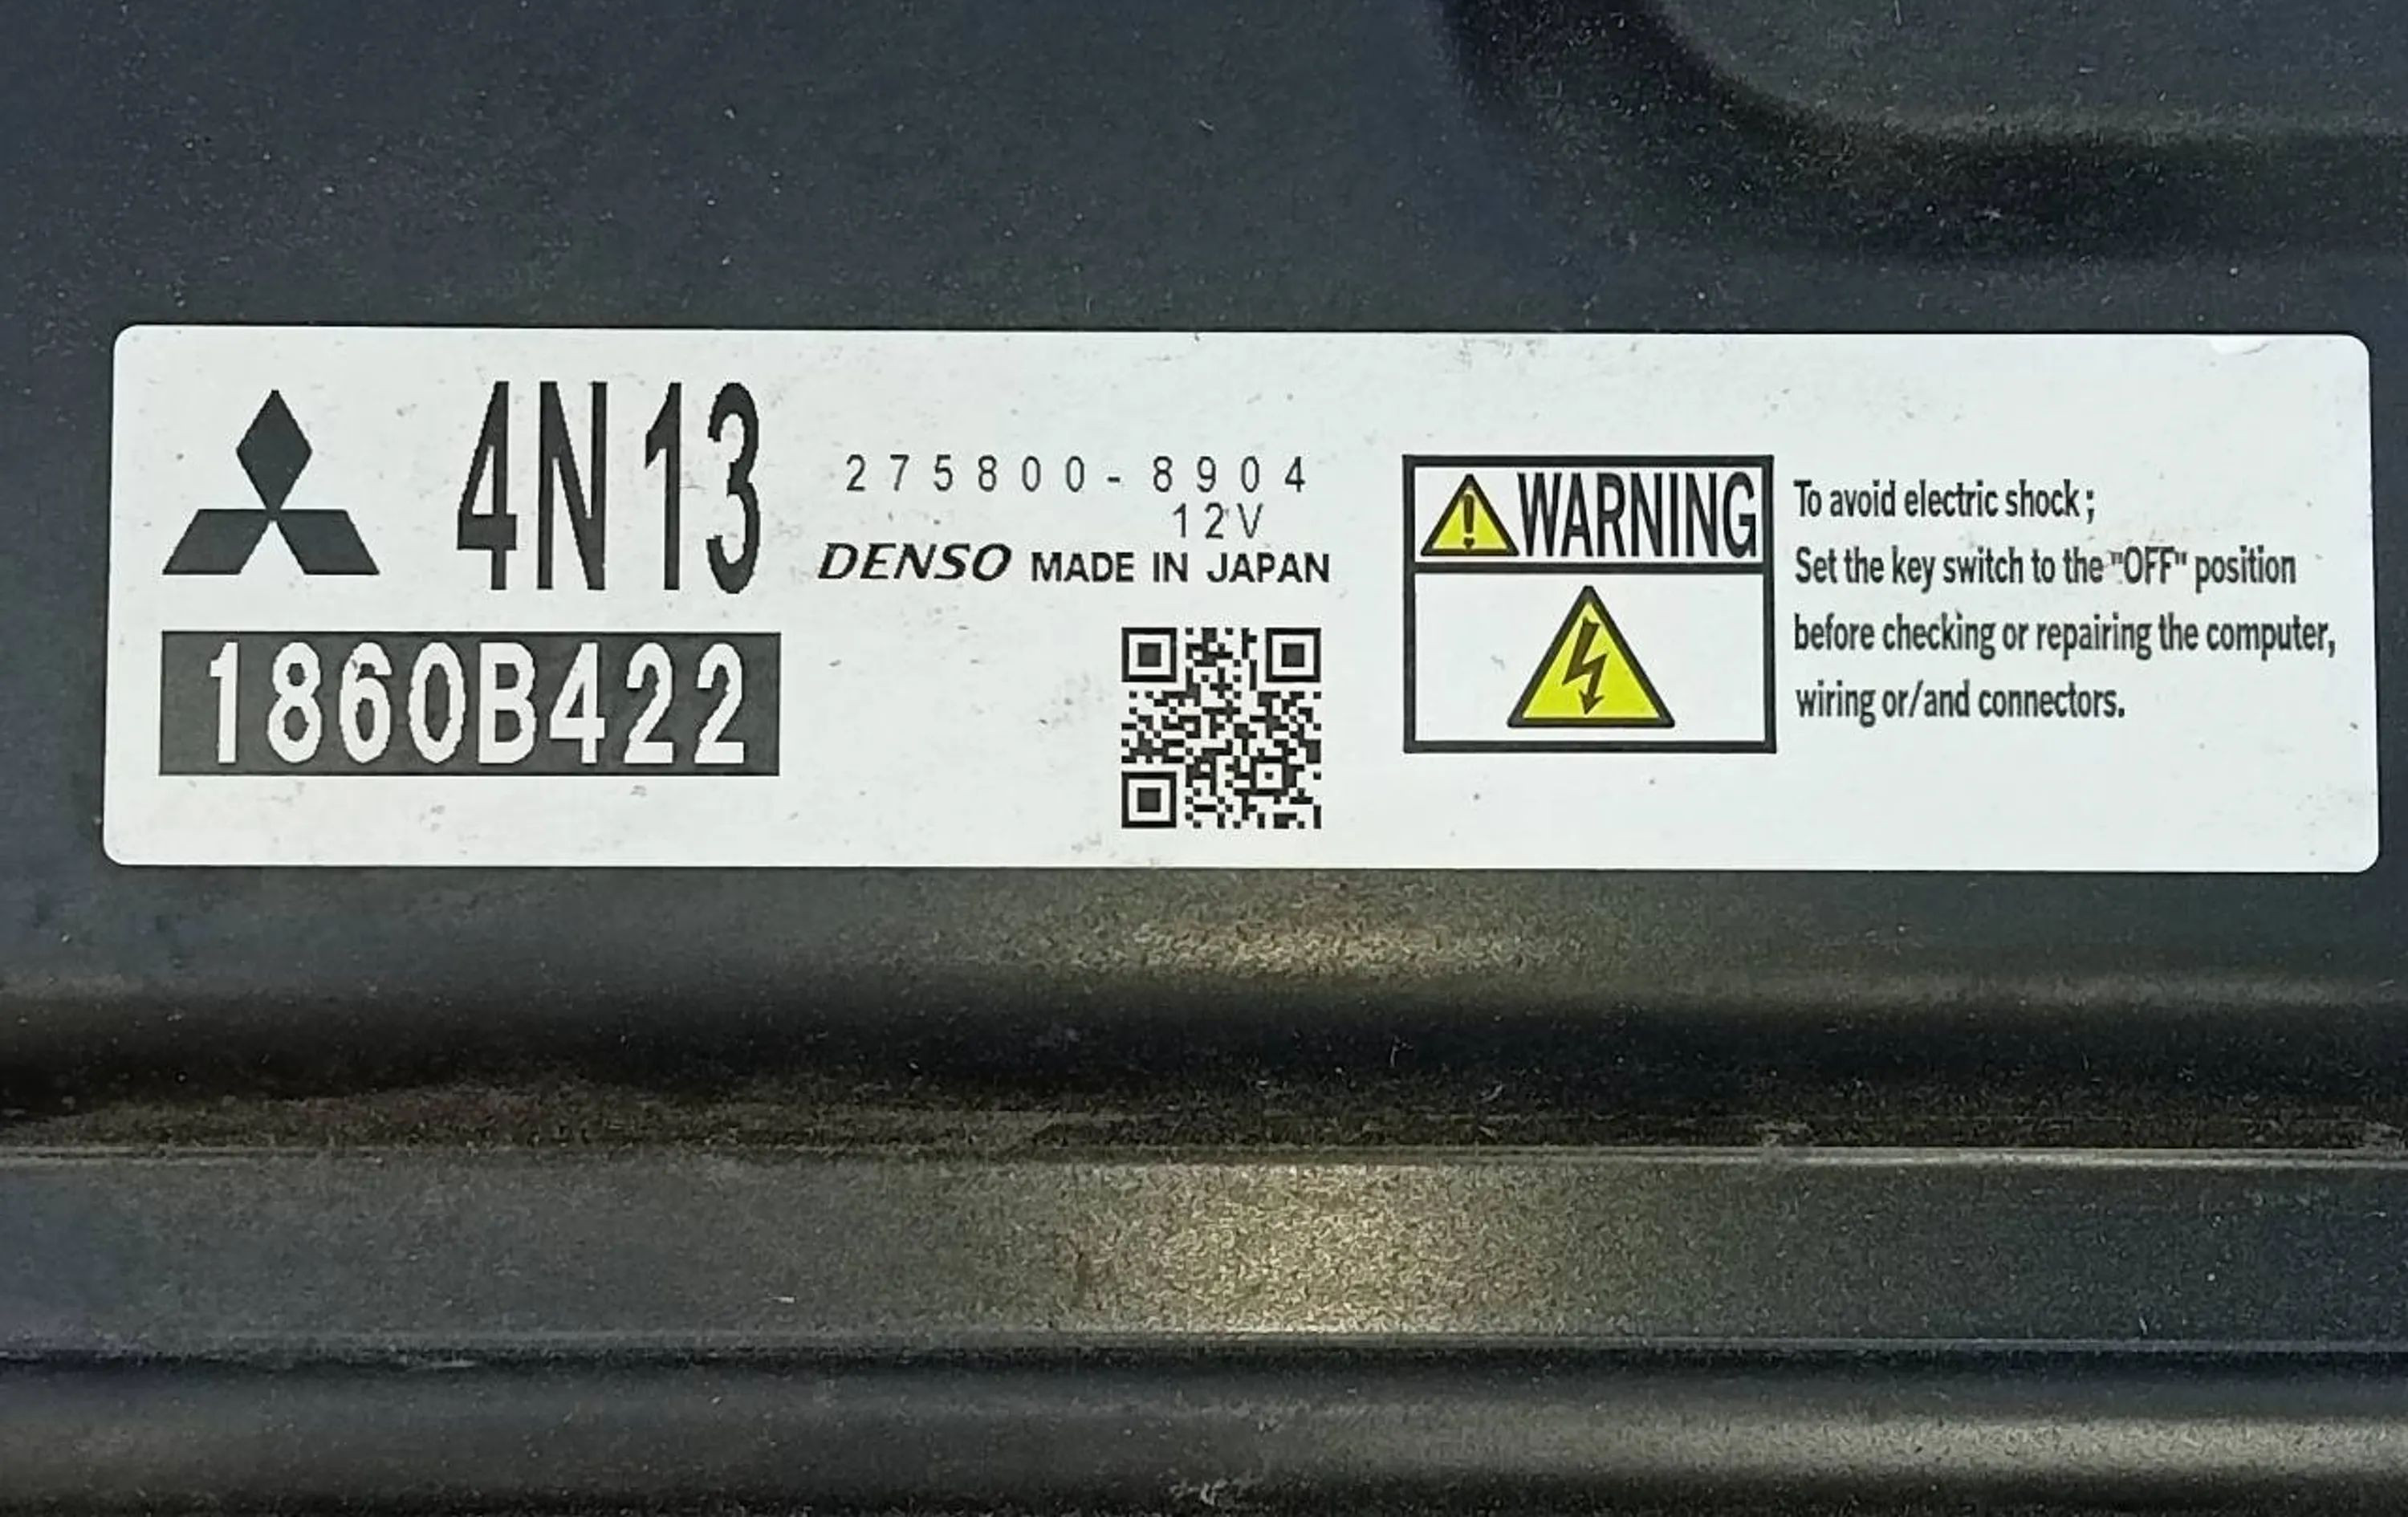 4N13
1860B422
275800-8904
12V
DENSO MADE IN JAPAN
WARNING
To avoid electric shock;
Set the key switch to the "OFF" position
before checking or repairing the computer,
wiring or/and connectors.